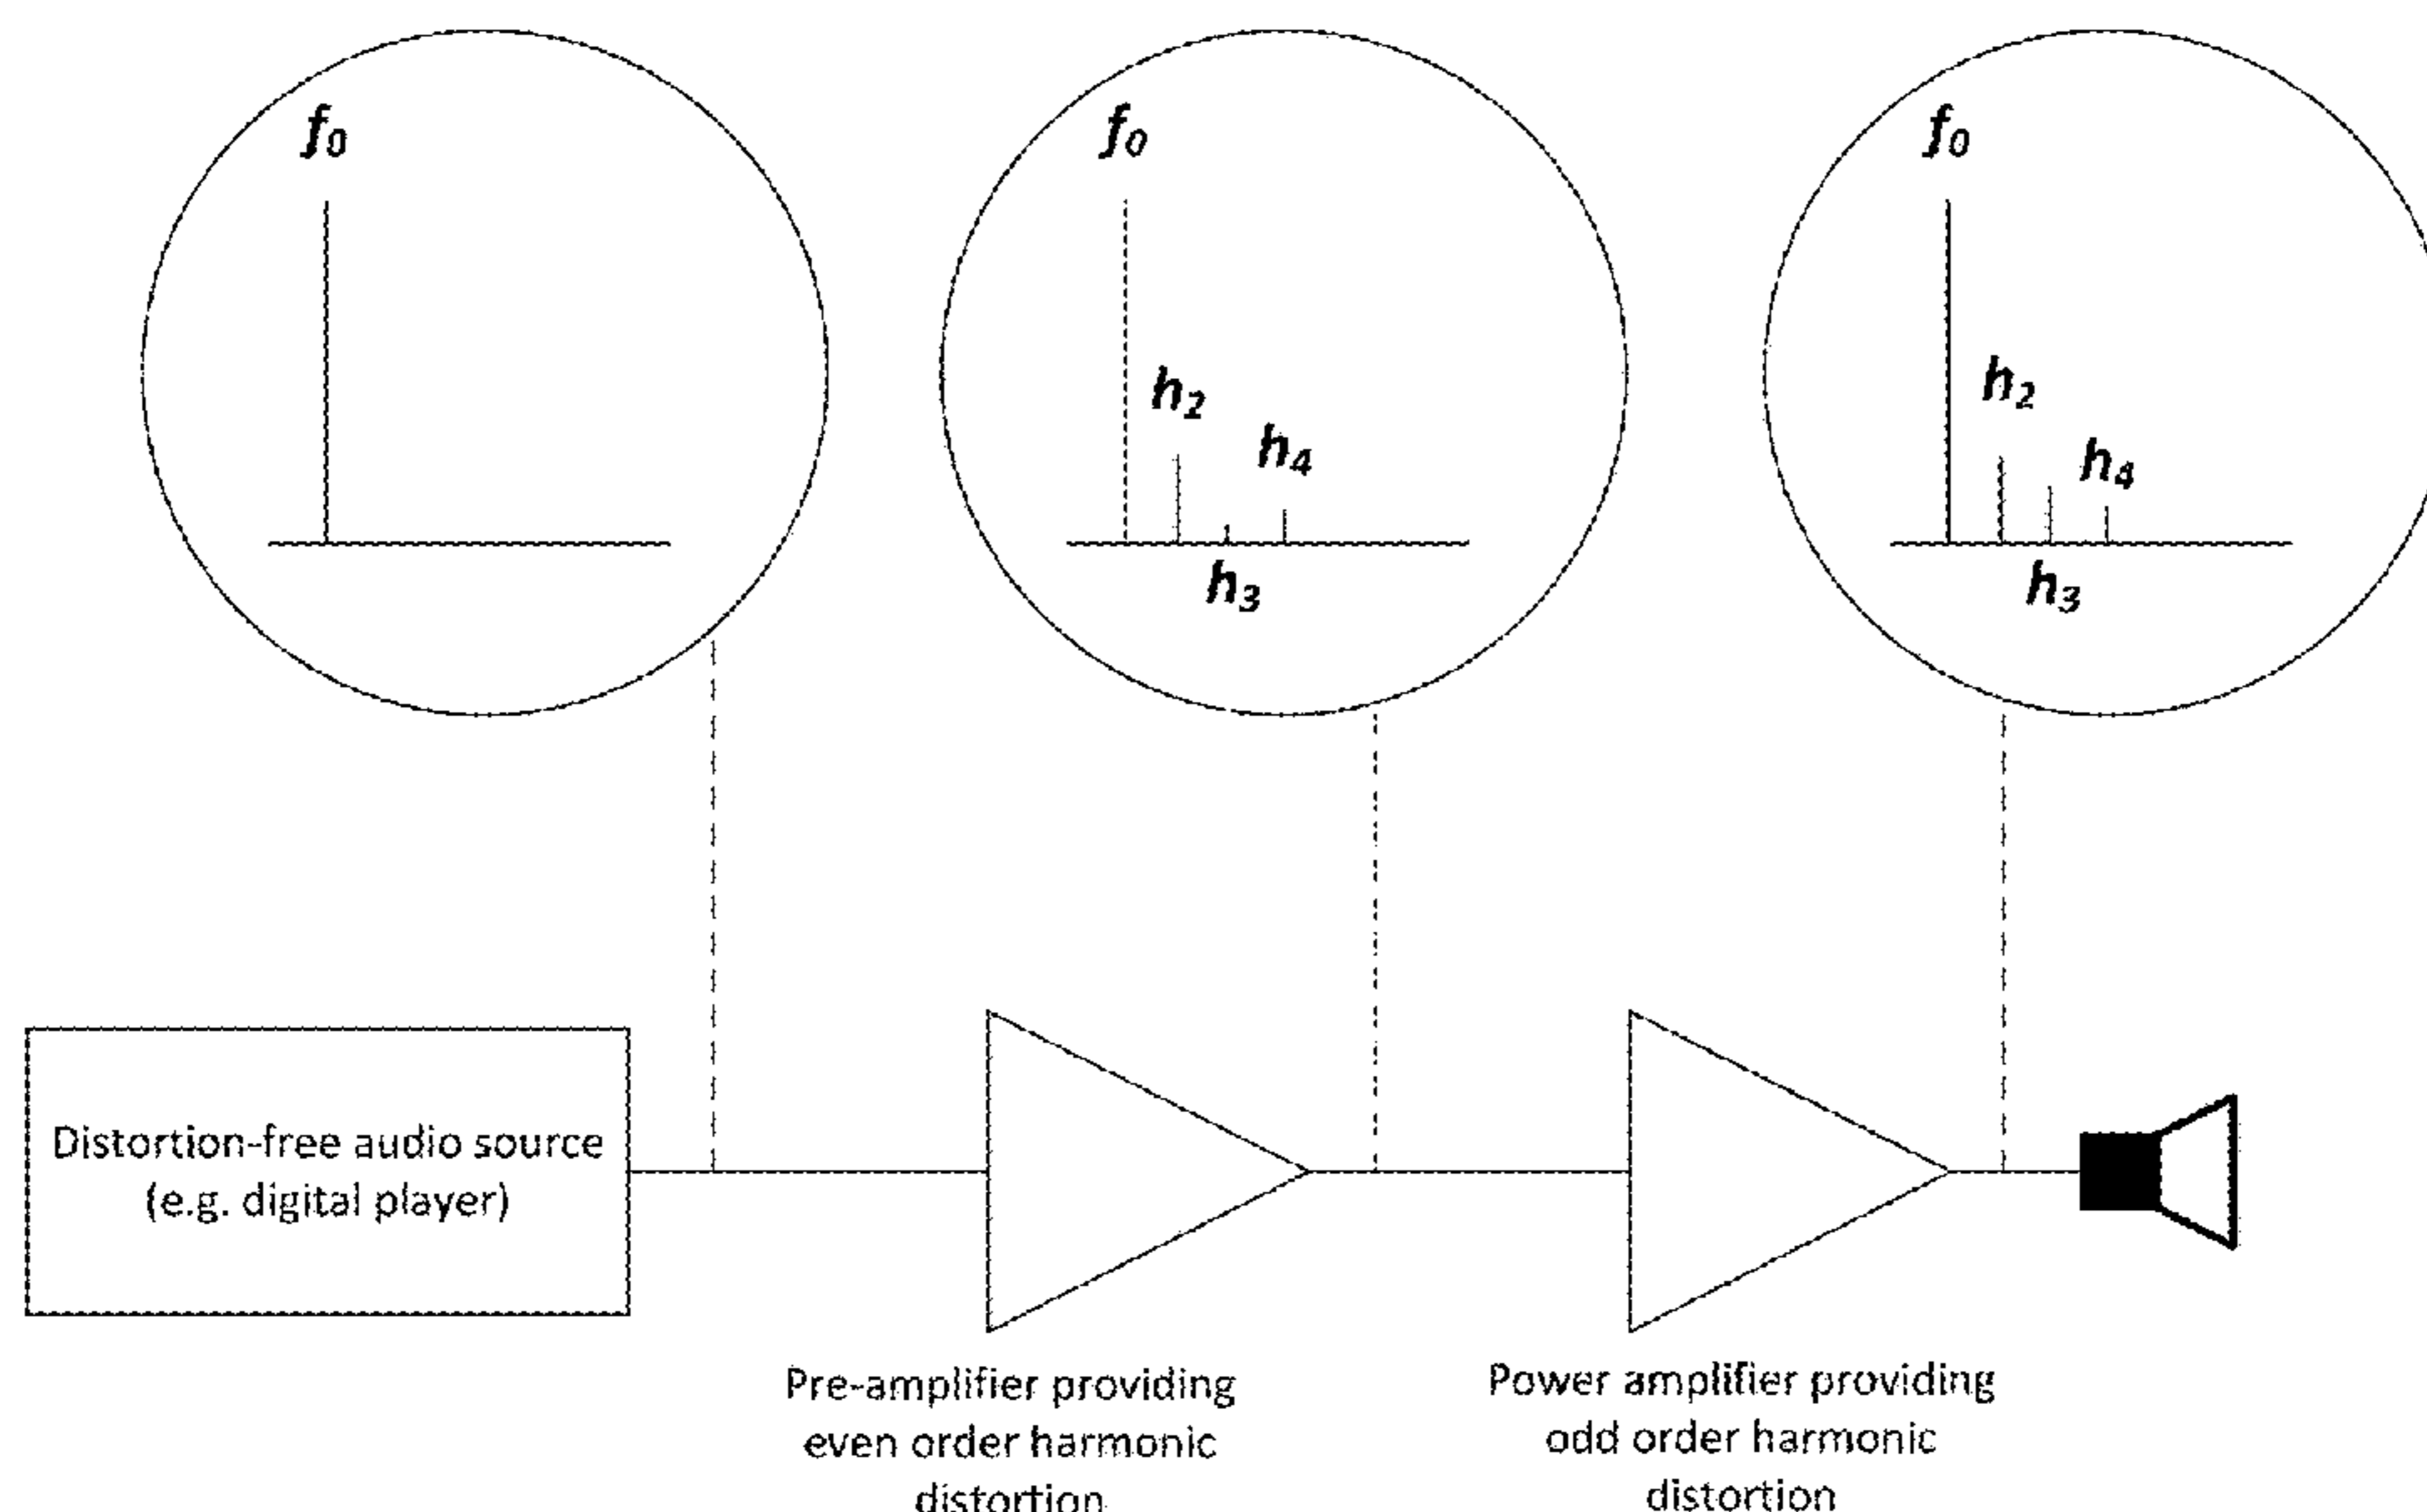 f0
f0
h2
h4
h3
f0
h2
h4
h3
Distortion-free audio source
(e.g. digital player)
Pre-amplifier providing
even order harmonic
distortion
Power amplifier providing
odd order harmonic
distortion